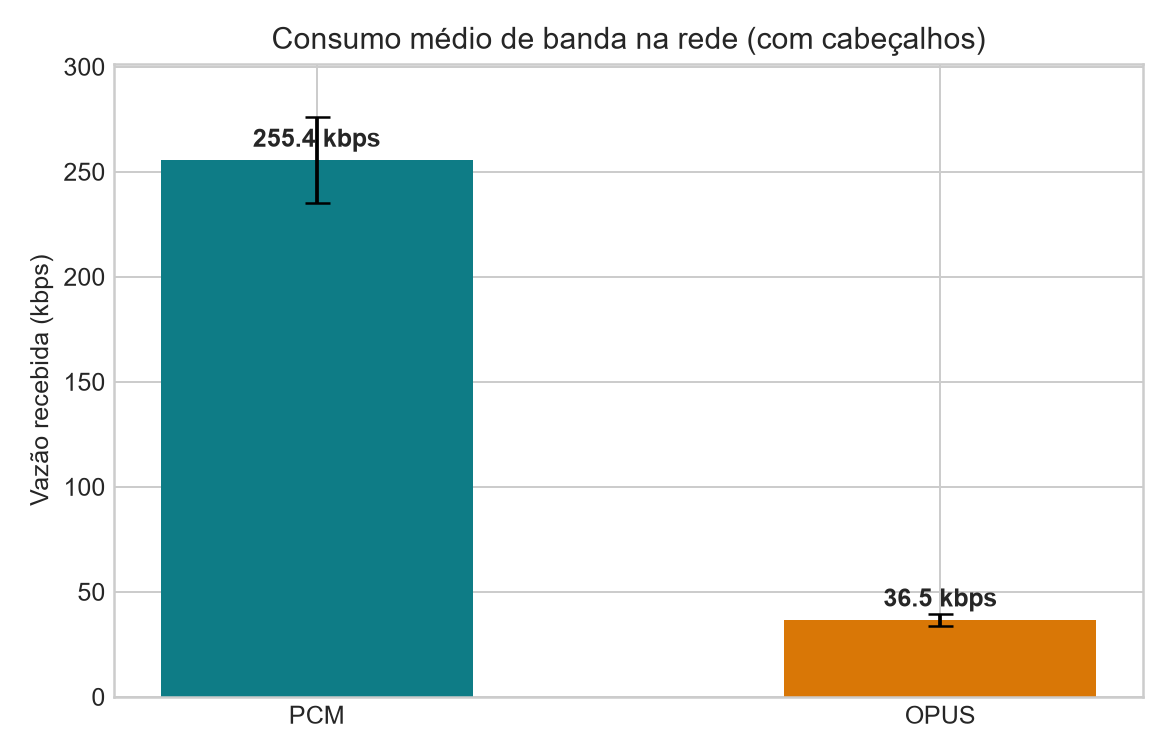 Consumo médio de banda na rede (com cabeçalhos)
Vazão recebida (kbps)
300
250
200
150
100
50
0
255.4 kbps
36.5 kbps
PCM
OPUS